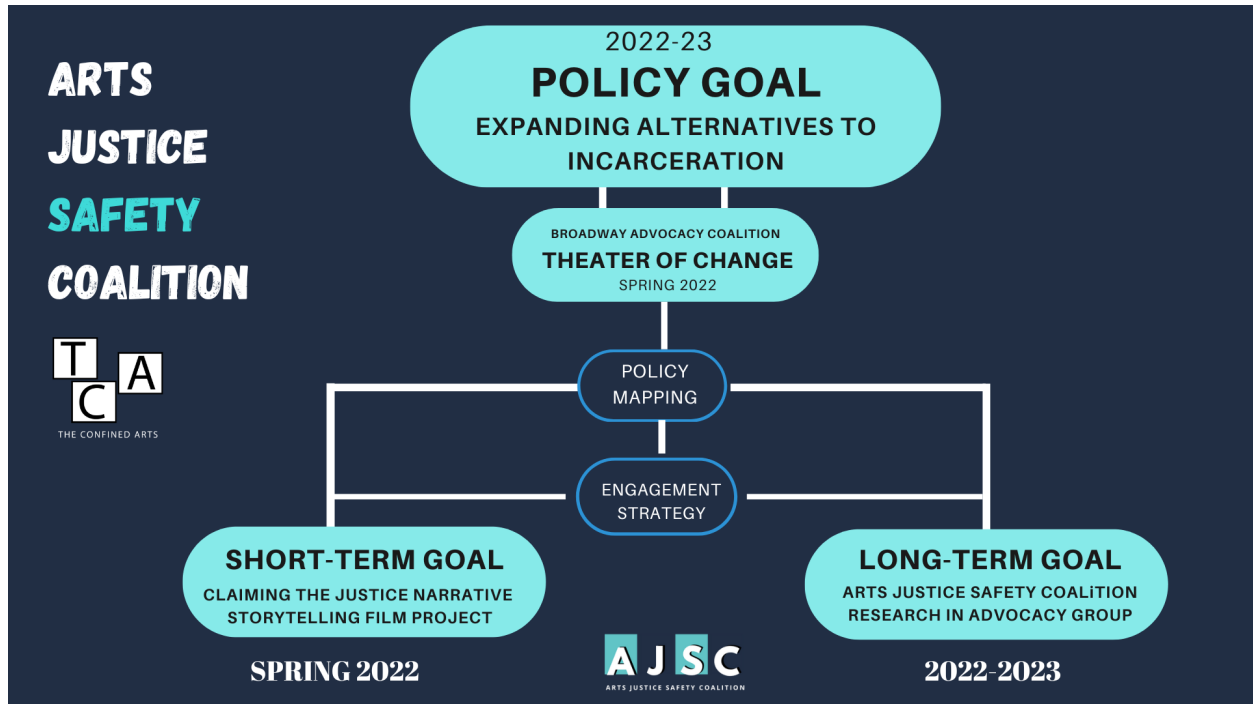 ARTS
JUSTICE
SAFETY
COALITION
T
A
C
THE CONFINED ARTS
2022-23
POLICY GOAL
EXPANDING ALTERNATIVES TO
INCARCERATION
BROADWAY ADVOCACY COALITION
THEATER OF CHANGE
SPRING 2022
POLICY
MAPPING
ENGAGEMENT
STRATEGY
SHORT-TERM GOAL
CLAIMING THE JUSTICE NARRATIVE
STORYTELLING FILM PROJECT
SPRING 2022
LONG-TERM GOAL
ARTS JUSTICE SAFETY COALiTION
RESEARCH IN ADVOCACY GROUP
2022-2023
AJSC
ARTS JUSTICE SAFETY COALITION